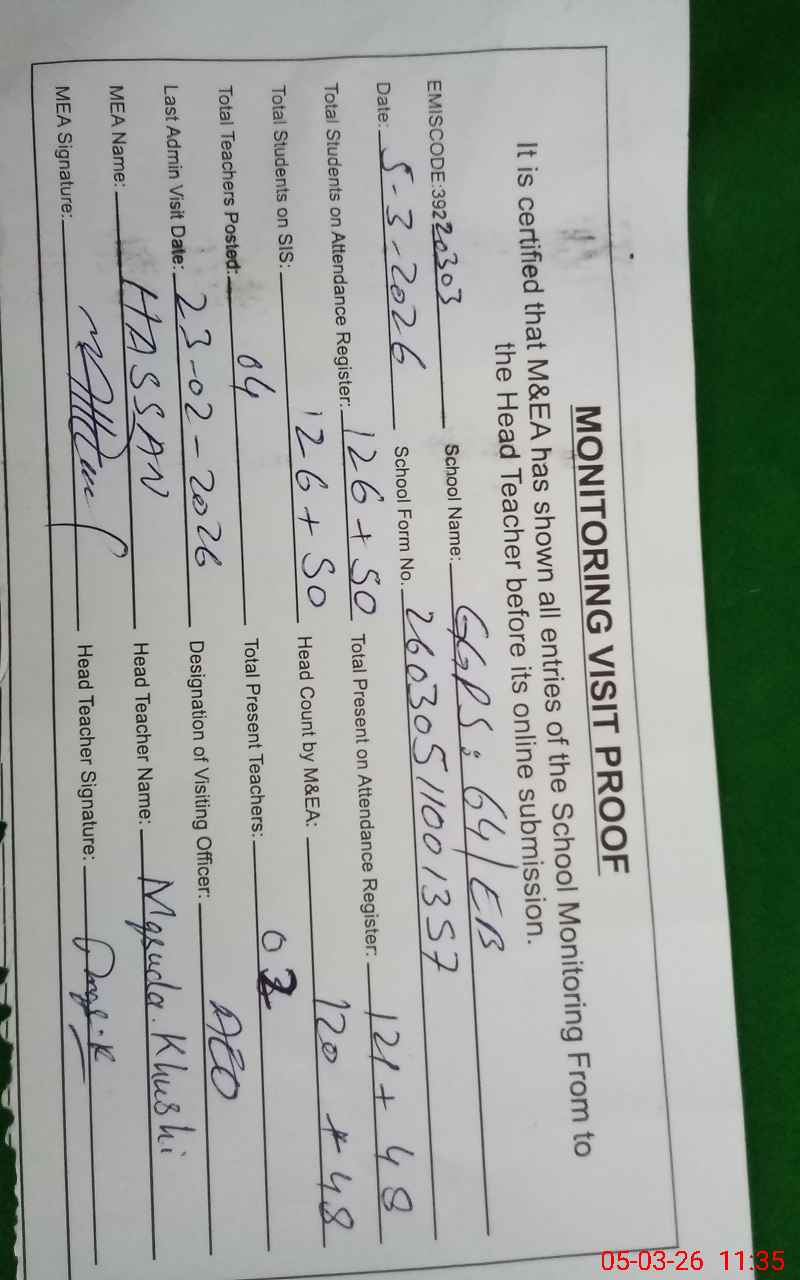 MONITORING VISIT PROOF
It is certified that M&EA has shown all entries of the School Monitoring From to
the Head Teacher before its online submission.
EMISCODE:39220303 School Name: GGPS: 64/EB
Date: 5-3-2026 School Form No. 2603051100 1357
Total Students on Attendance Register: 126+50 Total Present on Attendance Register: 121+48
Total Students on SIS: 126+50 Head Count by M&EA: 120 +48
Total Teachers Posted: 04 Total Present Teachers:
Last Admin Visit Date: 23-02-2026 Designation of Visiting Officer: AEO
MEA Name: HASSAN Head Teacher Name: Masuda.Khushi
MEA Signature: Head Teacher Signature:
05-03-26 11:35